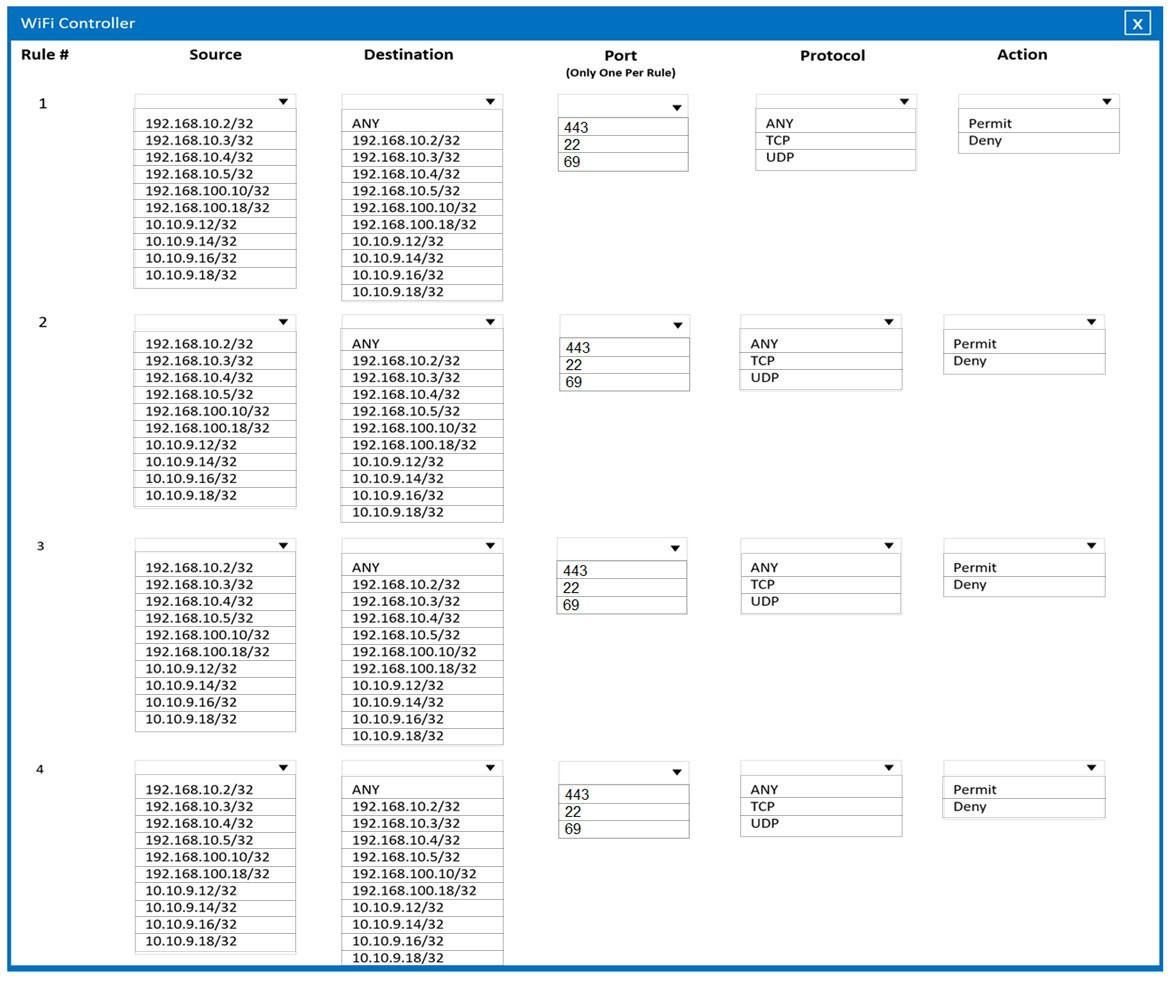 WiFi Controller
X
Rule # Source Destination Port Protocol Action
(Only One Per Rule)
1
192.168.10.2/32 ANY 443 ANY Permit
192.168.10.3/32 192.168.10.2/32 22 TCP Deny
192.168.10.4/32 192.168.10.3/32 69 UDP
192.168.10.5/32 192.168.10.4/32
192.168.100.10/32 192.168.10.5/32
192.168.100.18/32 192.168.100.10/32
10.10.9.12/32 192.168.100.18/32
10.10.9.14/32 10.10.9.12/32
10.10.9.16/32 10.10.9.14/32
10.10.9.18/32 10.10.9.16/32
10.10.9.18/32
2
192.168.10.2/32 ANY 443 ANY Permit
192.168.10.3/32 192.168.10.2/32 22 TCP Deny
192.168.10.4/32 192.168.10.3/32 69 UDP
192.168.10.5/32 192.168.10.4/32
192.168.100.10/32 192.168.10.5/32
192.168.100.18/32 192.168.100.10/32
10.10.9.12/32 192.168.100.18/32
10.10.9.14/32 10.10.9.12/32
10.10.9.16/32 10.10.9.14/32
10.10.9.18/32 10.10.9.16/32
10.10.9.18/32
3
192.168.10.2/32 ANY 443 ANY Permit
192.168.10.3/32 192.168.10.2/32 22 TCP Deny
192.168.10.4/32 192.168.10.3/32 69 UDP
192.168.10.5/32 192.168.10.4/32
192.168.100.10/32 192.168.10.5/32
192.168.100.18/32 192.168.100.10/32
10.10.9.12/32 192.168.100.18/32
10.10.9.14/32 10.10.9.12/32
10.10.9.16/32 10.10.9.14/32
10.10.9.18/32 10.10.9.16/32
10.10.9.18/32
4
192.168.10.2/32 ANY 443 ANY Permit
192.168.10.3/32 192.168.10.2/32 22 TCP Deny
192.168.10.4/32 192.168.10.3/32 69 UDP
192.168.10.5/32 192.168.10.4/32
192.168.100.10/32 192.168.10.5/32
192.168.100.18/32 192.168.100.10/32
10.10.9.12/32 192.168.100.18/32
10.10.9.14/32 10.10.9.12/32
10.10.9.16/32 10.10.9.14/32
10.10.9.18/32 10.10.9.16/32
10.10.9.18/32